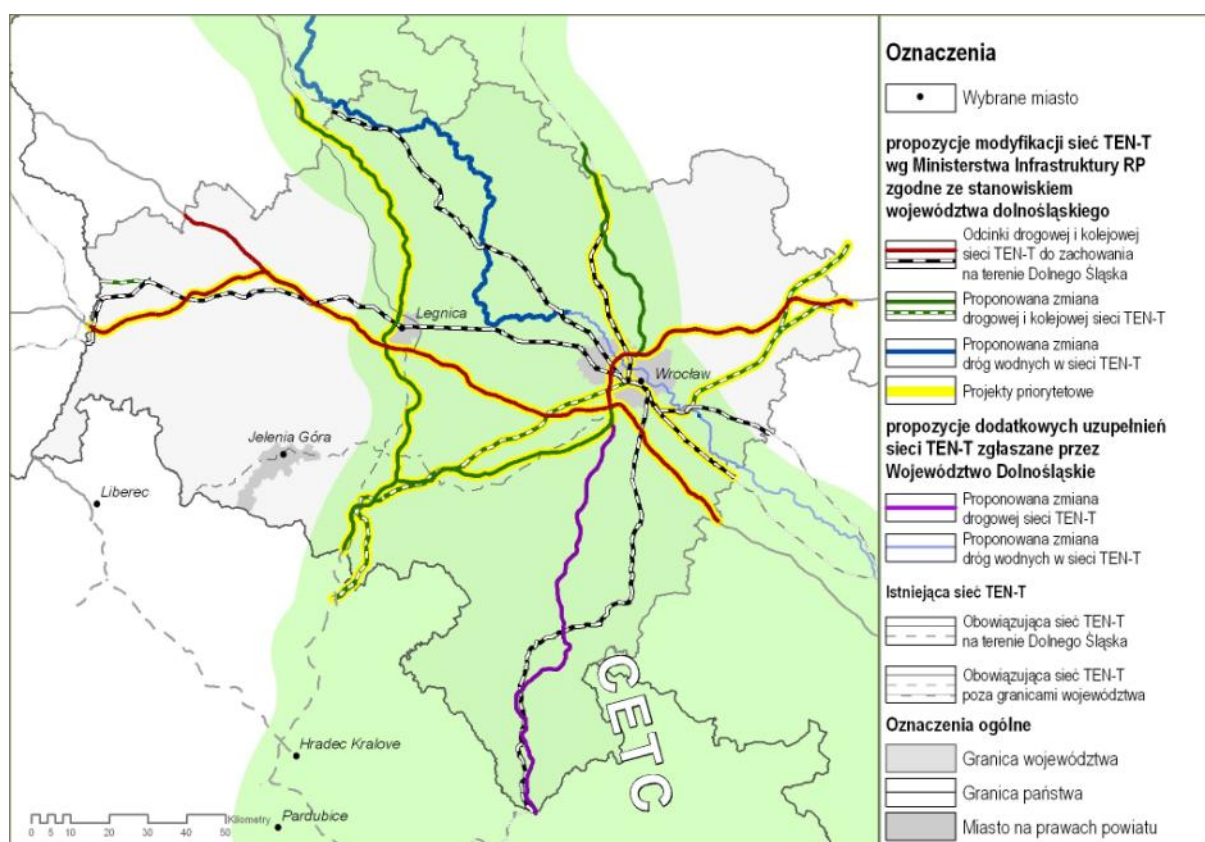 Legnica
Wrocław
Jelenia Góra
Liberec
Hradec Kralove
Pardubice
CETC
Kilometry
0 5 10 20 30 40 50
Oznaczenia
Wybrane miasto
propozycje modyfikacji sieć TEN-T
wg Ministerstwa Infrastruktury RP
zgodne ze stanowiskiem
województwa dolnośląskiego
Odcinki drogowej i kolejowej
sieci TEN-T do zachowania
na terenie Dolnego Śląska
Proponowana zmiana
drogowej i kolejowej sieci TEN-T
Proponowana zmiana
dróg wodnych w sieci TEN-T
Projekty priorytetowe
propozycje dodatkowych uzupełnień
sieci TEN-T zgłaszane przez
Województwo Dolnośląskie
Proponowana zmiana
drogowej sieci TEN-T
Proponowana zmiana
dróg wodnych w sieci TEN-T
Istniejąca sieć TEN-T
Obowiązująca sieć TEN-T
na terenie Dolnego Śląska
Obowiązująca sieć TEN-T
poza granicami województwa
Oznaczenia ogólne
Granica województwa
Granica państwa
Miasto na prawach powiatu